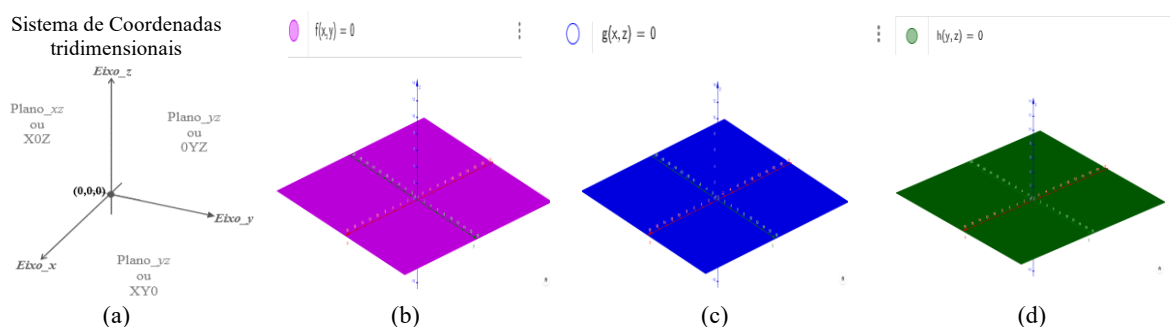 Sistema de Coordenadas
tridimensionais
Eixo_z
Plano_xz
ou
X0Z
Plano_yz
ou
0YZ
(0,0,0)
Eixo_y
Eixo_x
Plano_yz
ou
XY0
(a)
f(x,y) = 0
(b)
g(x,z) = 0
(c)
h(y,z) = 0
(d)